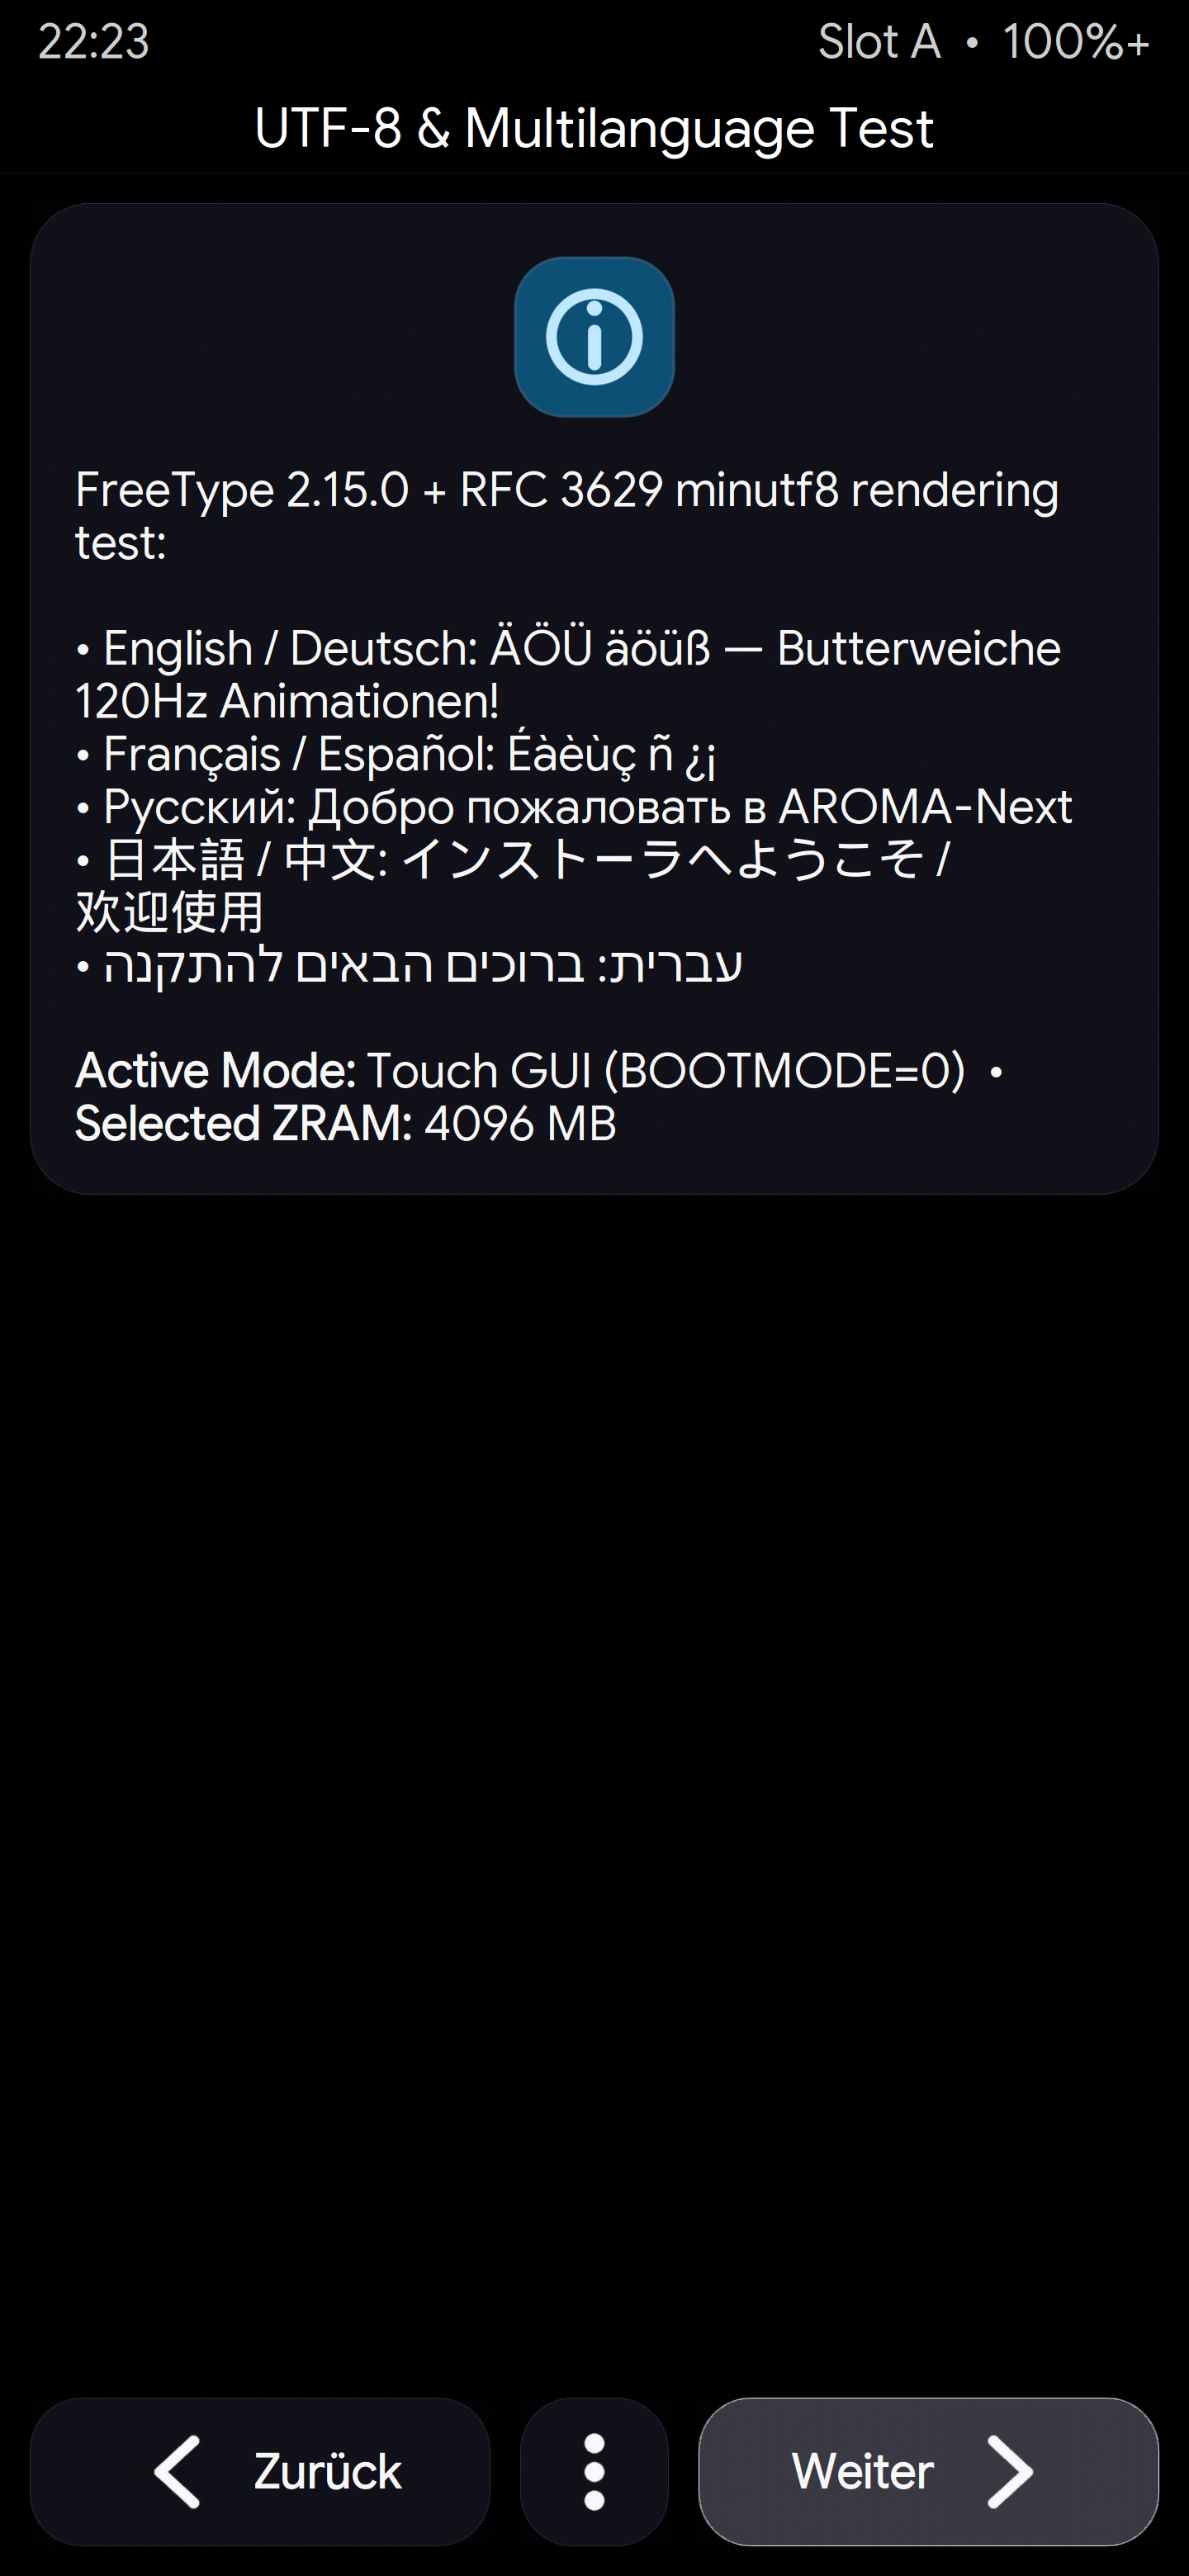 22:23
Slot A • 100%+
UTF-8 & Multilanguage Test
FreeType 2.15.0 + RFC 3629 minutf8 rendering
test:
• English / Deutsch: ÄÖÜ äöüß — Butterweiche
120Hz Animationen!
• Français / Español: Éàèùç ñ ¿¡
• Русский: Добро пожаловать в AROMA-Next
• 日本語 / 中文: インストーラへようこそ /
欢迎使用
• עברית: ברוכים הבאים להתקנה
Active Mode: Touch GUI (BOOTMODE=0) •
Selected ZRAM: 4096 MB
Zurück
Weiter